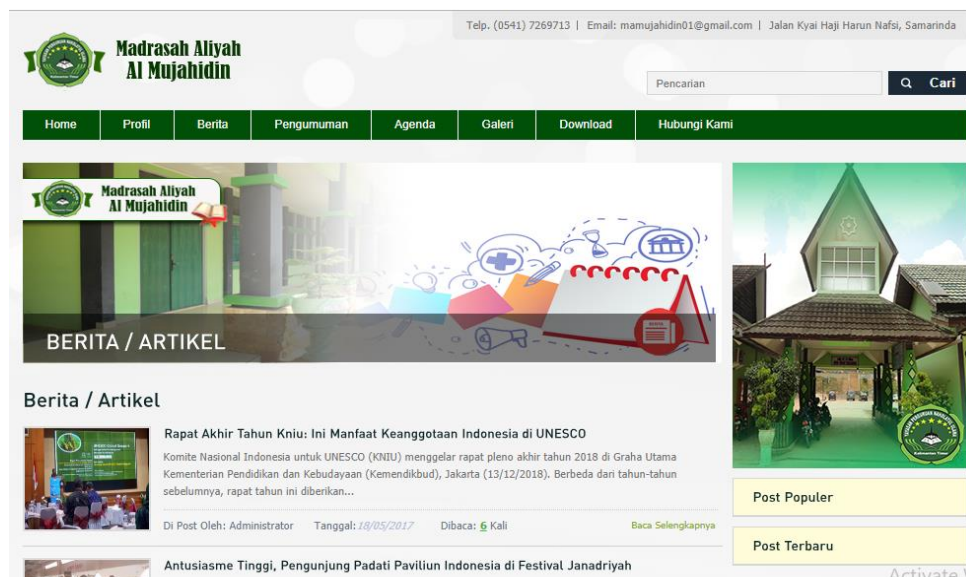 Telp. (0541) 7269713 | Email: mamujahidin01@gmail.com | Jalan Kyai Haji Harun Nafsi, Samarinda
Madrasah Aliyah
Al Mujahidin
Pencarian
Cari
Home Profil Berita Pengumuman Agenda Galeri Download Hubungi Kami
Madrasah Aliyah
Al Mujahidin
BERITA / ARTIKEL
Berita / Artikel
Rapat Akhir Tahun Kniu: Ini Manfaat Keanggotaan Indonesia di UNESCO
Komite Nasional Indonesia untuk UNESCO (KNIU) menggelar rapat pleno akhir tahun 2018 di Graha Utama
Kementerian Pendidikan dan Kebudayaan (Kemendikbud), Jakarta (13/12/2018). Berbeda dari tahun-tahun
sebelumnya, rapat tahun ini diberikan...
Di Post Oleh: Administrator Tanggal: 18/05/2017 Dibaca: 6 Kali Baca Selengkapnya
Antusiasme Tinggi, Pengunjung Padati Paviliun Indonesia di Festival Janadriyah
Post Populer
Post Terbaru
Activate